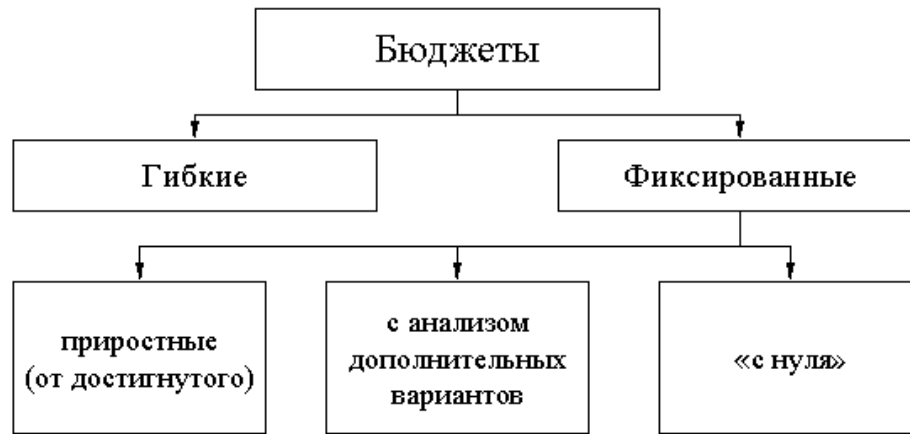 Бюджеты
Гибкие
Фиксированные
приростные
(от достигнутого)
с анализом
дополнительных
вариантов
«с нуля»